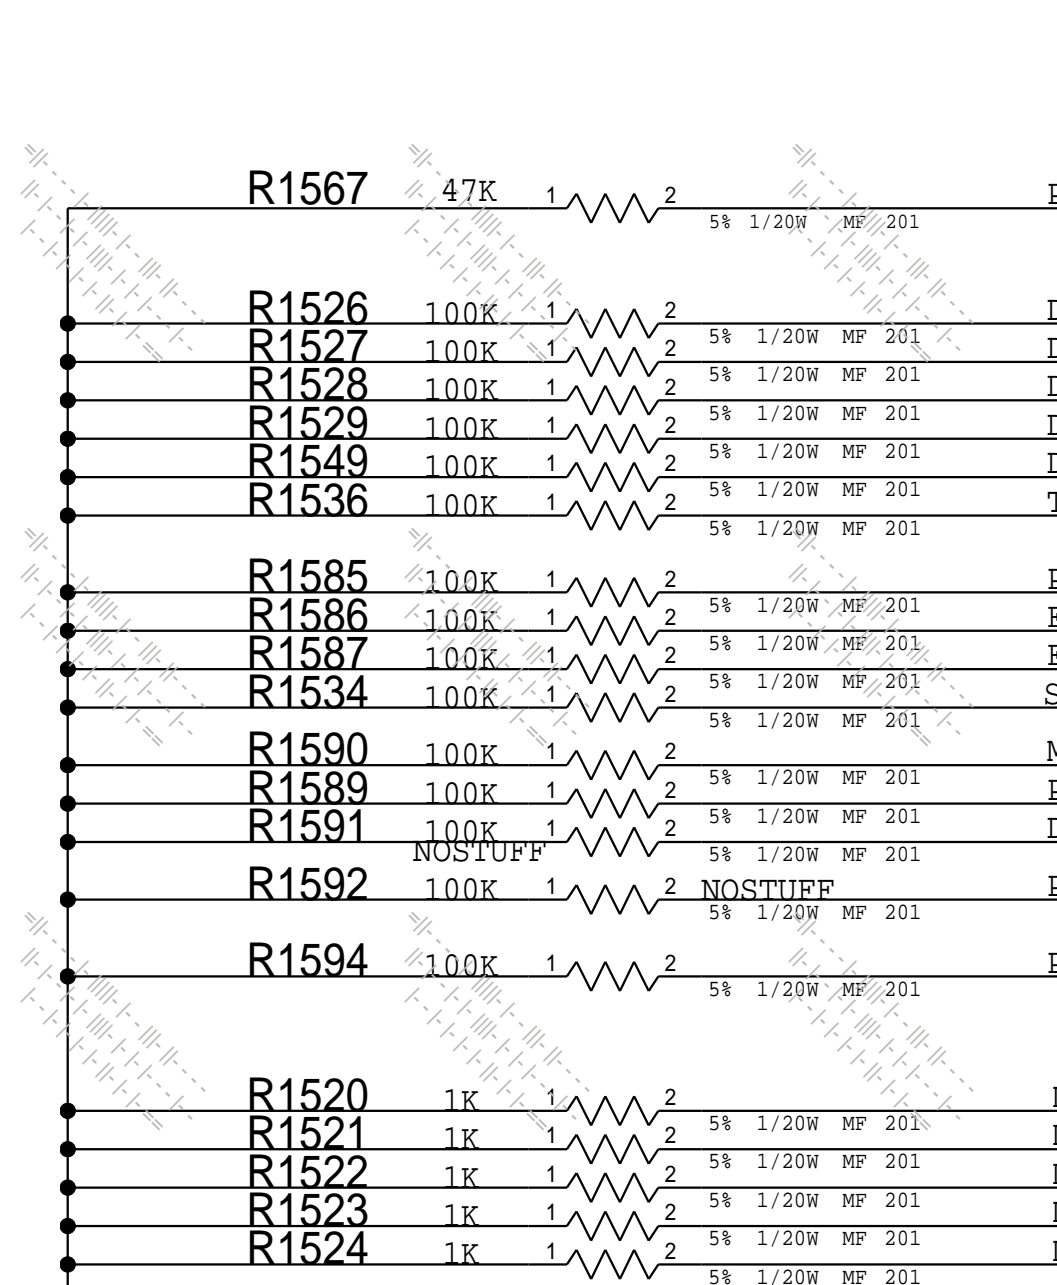 R1567 47K 1 2 P
5% 1/20W MF 201
R1526 100K 1 2
5% 1/20W MF 201
R1527 100K 1 2
5% 1/20W MF 201
R1528 100K 1 2
5% 1/20W MF 201
R1529 100K 1 2
5% 1/20W MF 201
R1549 100K 1 2
5% 1/20W MF 201
R1536 100K 1 2 T
5% 1/20W MF 201
R1585 100K 1 2
5% 1/20W MF 201
R1586 100K 1 2
5% 1/20W MF 201
R1587 100K 1 2
5% 1/20W MF 201
R1534 100K 1 2 S
5% 1/20W MF 201
R1590 100K 1 2 M
5% 1/20W MF 201
R1589 100K 1 2
5% 1/20W MF 201
R1591 100K 1 2
NOSTUFF 5% 1/20W MF 201
R1592 100K 1 2 NOSTUFF
5% 1/20W MF 201
R1594 100K 1 2
5% 1/20W MF 201
R1520 1K 1 2
5% 1/20W MF 201
R1521 1K 1 2
5% 1/20W MF 201
R1522 1K 1 2
5% 1/20W MF 201
R1523 1K 1 2
5% 1/20W MF 201
R1524 1K 1 2
5% 1/20W MF 201